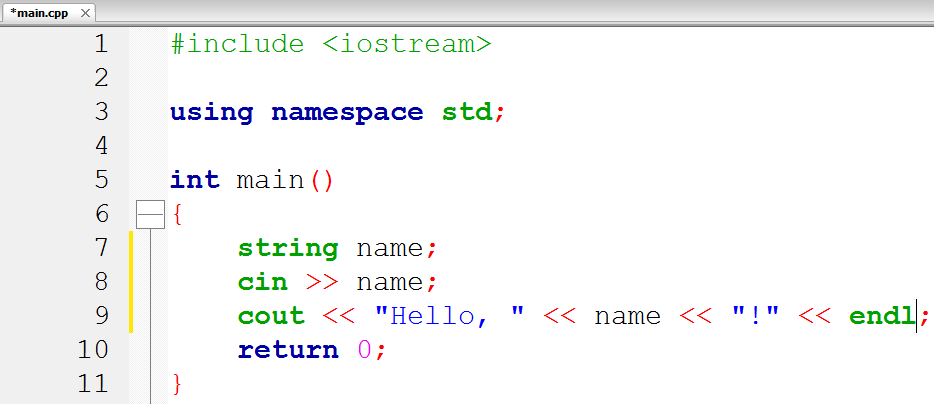 *main.cpp
1 #include <iostream>
2
3 using namespace std;
4
5 int main()
6 {
7 string name;
8 cin >> name;
9 cout << "Hello, " << name << "!" << endl;
10 return 0;
11 }